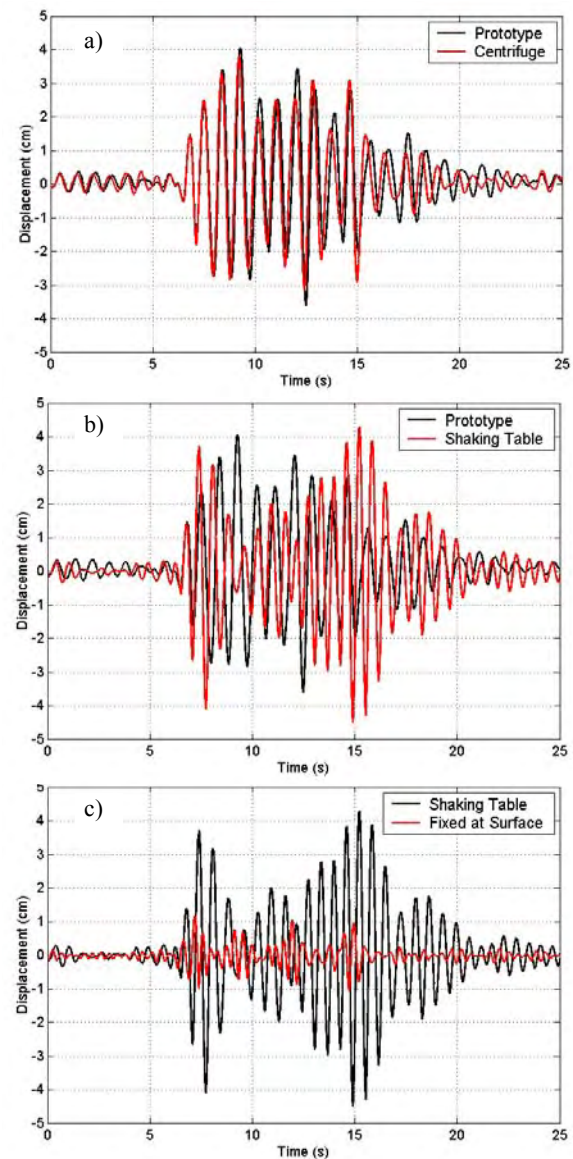 a)
Prototype
Centrifuge
Displacement (cm)
5
4
3
2
1
0
-1
-2
-3
-4
-5
0 5 10 15 20 25
Time (s)
b)
Prototype
Shaking Table
Displacement (cm)
5
4
3
2
1
0
-1
-2
-3
-4
-5
0 5 10 15 20 25
Time (s)
c)
Shaking Table
Fixed at Surface
Displacement (cm)
5
4
3
2
1
0
-1
-2
-3
-4
-5
0 5 10 15 20 25
Time (s)